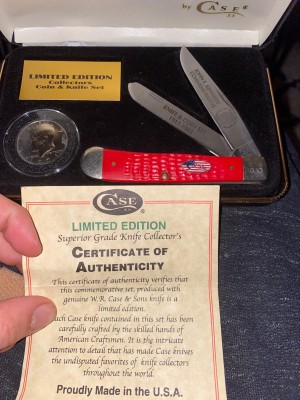 by CASE
XX
LIMITED EDITION
Collectors
Coin & Knife Set
CASE
LIMITED EDITION
Superior Grade Knife Collector's
CERTIFICATE OF
AUTHENTICITY
This certificate of authenticity verifies that
this commemorative set, produced with
genuine W.R. Case & Sons knife is a
limited edition.
Each Case knife contained in this set has been
carefully crafted by the skilled hands of
American Craftsmen. It is the intricate
attention to detail that has made Case knives
the undisputed favorites of knife collectors
throughout the world.
Proudly Made in the U.S.A.